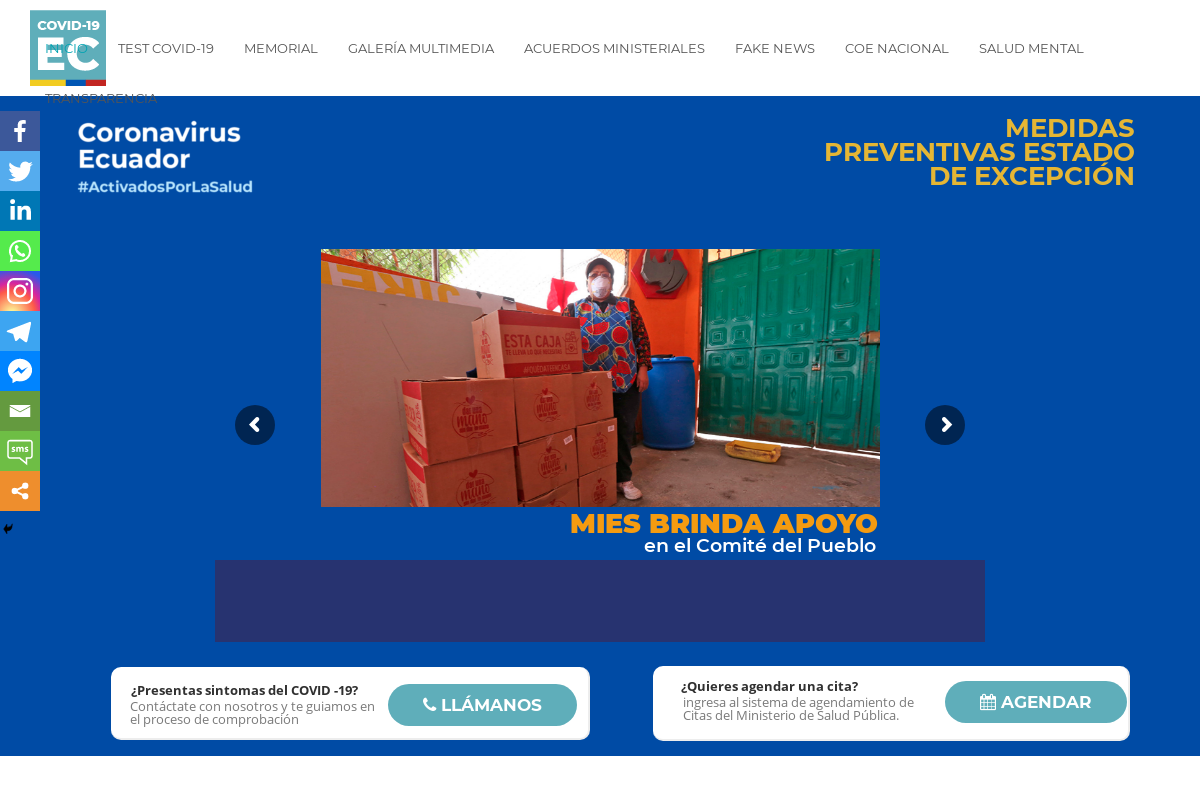 COVID-19
EC
INICIO
TEST COVID-19
MEMORIAL
GALERÍA MULTIMEDIA
ACUERDOS MINISTERIALES
FAKE NEWS
COE NACIONAL
SALUD MENTAL
TRANSPARENCIA
Coronavirus
Ecuador
#ActivadosPorLaSalud
MEDIDAS
PREVENTIVAS ESTADO
DE EXCEPCIÓN
sms
ESTA CAJA
MIES BRINDA APOYO
en el Comité del Pueblo
¿Presentas sintomas del COVID -19?
Contáctate con nosotros y te guiamos en
el proceso de comprobación
LLÁMANOS
¿Quieres agendar una cita?
ingresa al sistema de agendamiento de
Citas del Ministerio de Salud Pública.
AGENDAR